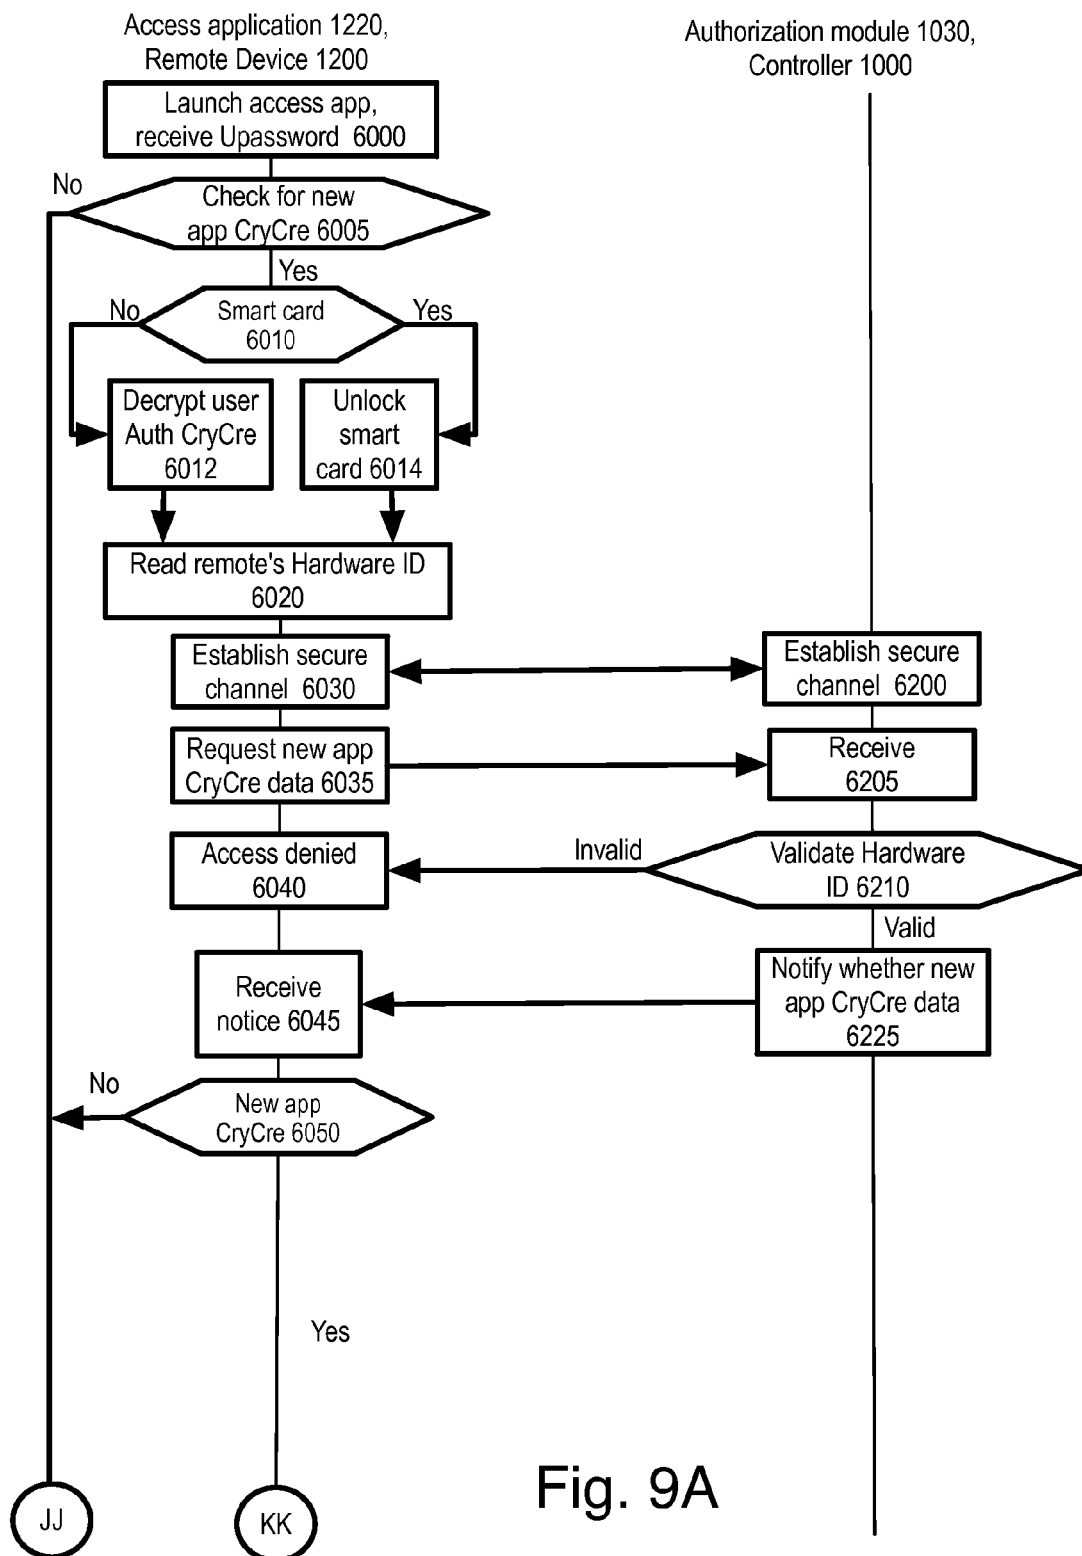 Access application 1220,
Remote Device 1200
Authorization module 1030,
Controller 1000
Launch access app,
receive Upassword 6000
No
Check for new
app CryCre 6005
Yes
No
Smart card
6010
Yes
Decrypt user
Auth CryCre
6012
Unlock
smart
card 6014
Read remote's Hardware ID
6020
Establish secure
channel 6030
Establish secure
channel 6200
Request new app
CryCre data 6035
Receive
6205
Access denied
6040
Invalid
Validate Hardware
ID 6210
Valid
Receive
notice 6045
Notify whether new
app CryCre data
6225
No
New app
CryCre 6050
Yes
JJ
KK
Fig. 9A